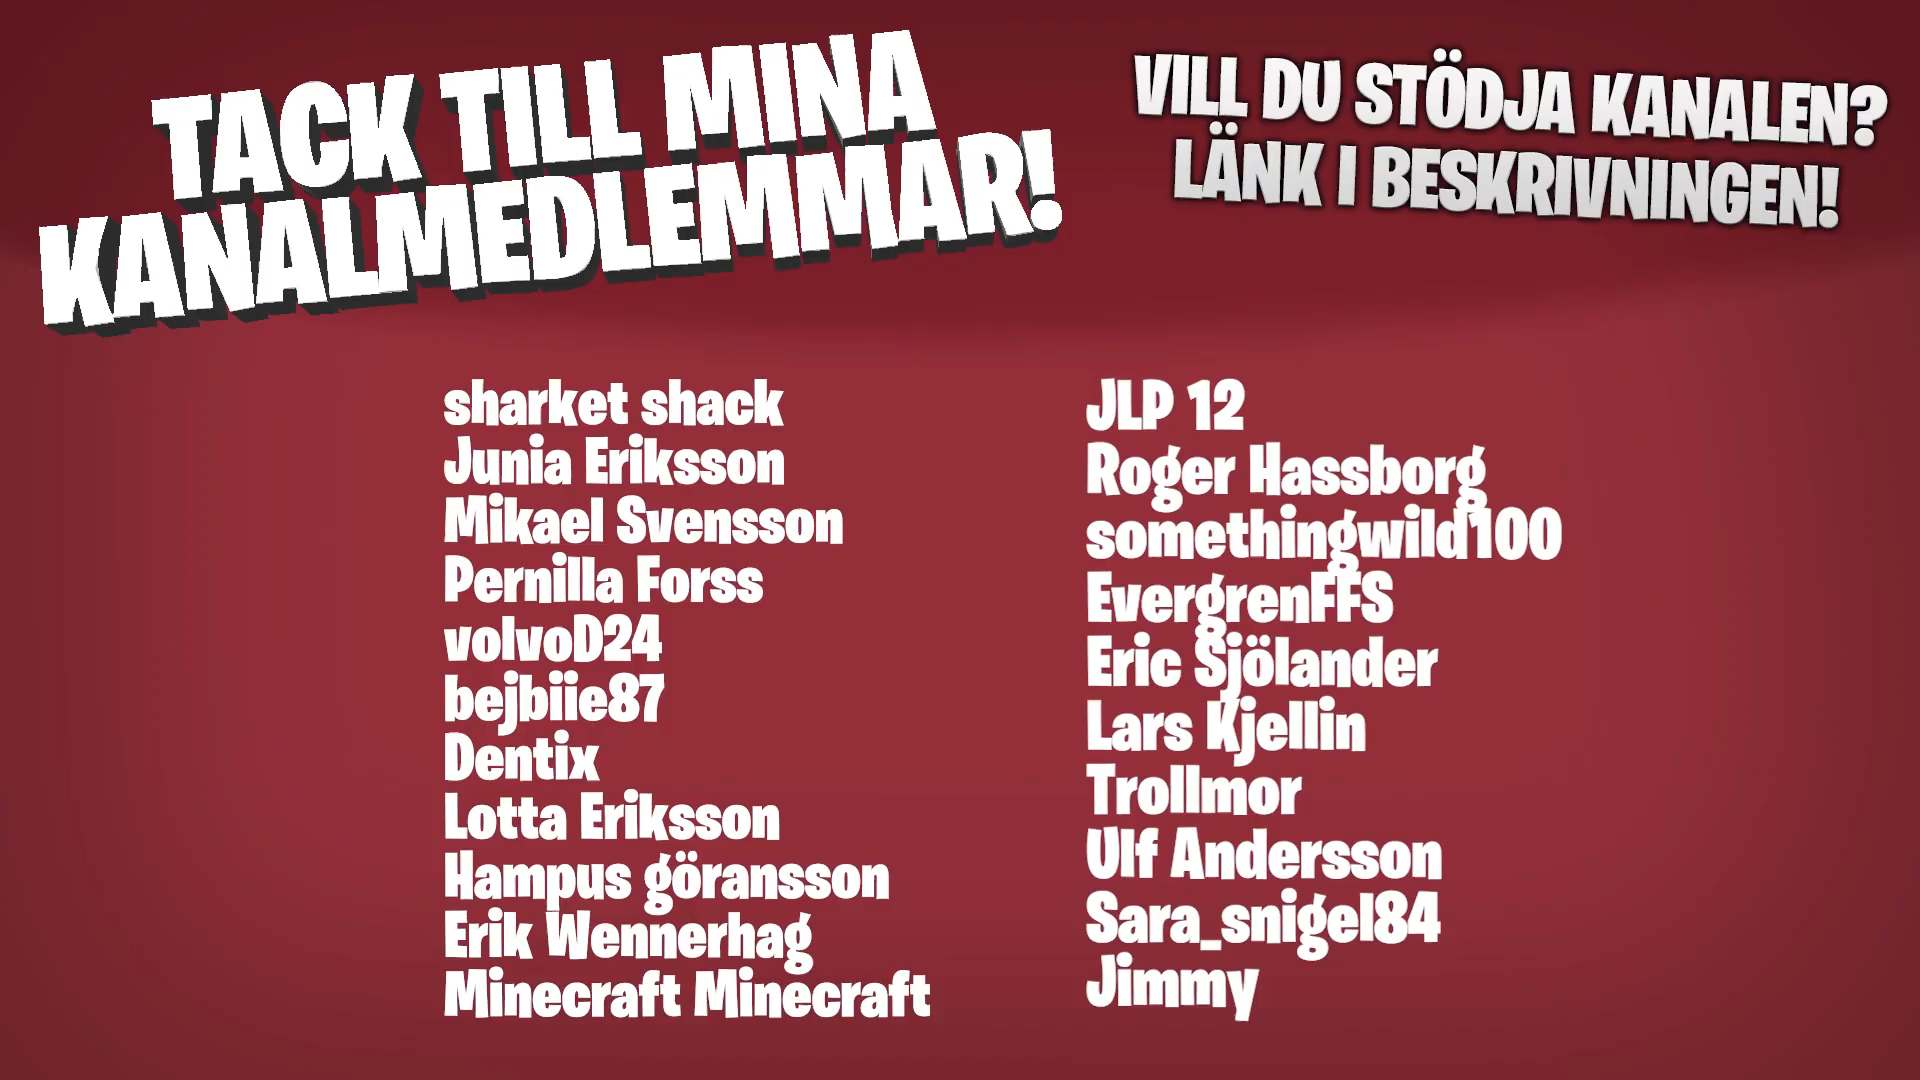 TACK TILL MINA
KANALMEDLEMMAR!
VILL DU STÖDJA KANALEN?
LÄNK I BESKRIVNINGEN!
sharket shack
Junia Eriksson
Mikael Svensson
Pernilla Forss
volvoD24
bejbiie87
Dentix
Lotta Eriksson
Hampus göransson
Erik Wennerhag
Minecraft Minecraft
JLP 12
Roger Hassborg
somethingwild100
EvergrenFFS
Eric Sjölander
Lars Kjellin
Trollmor
Ulf Andersson
Sara_snigel84
Jimmy